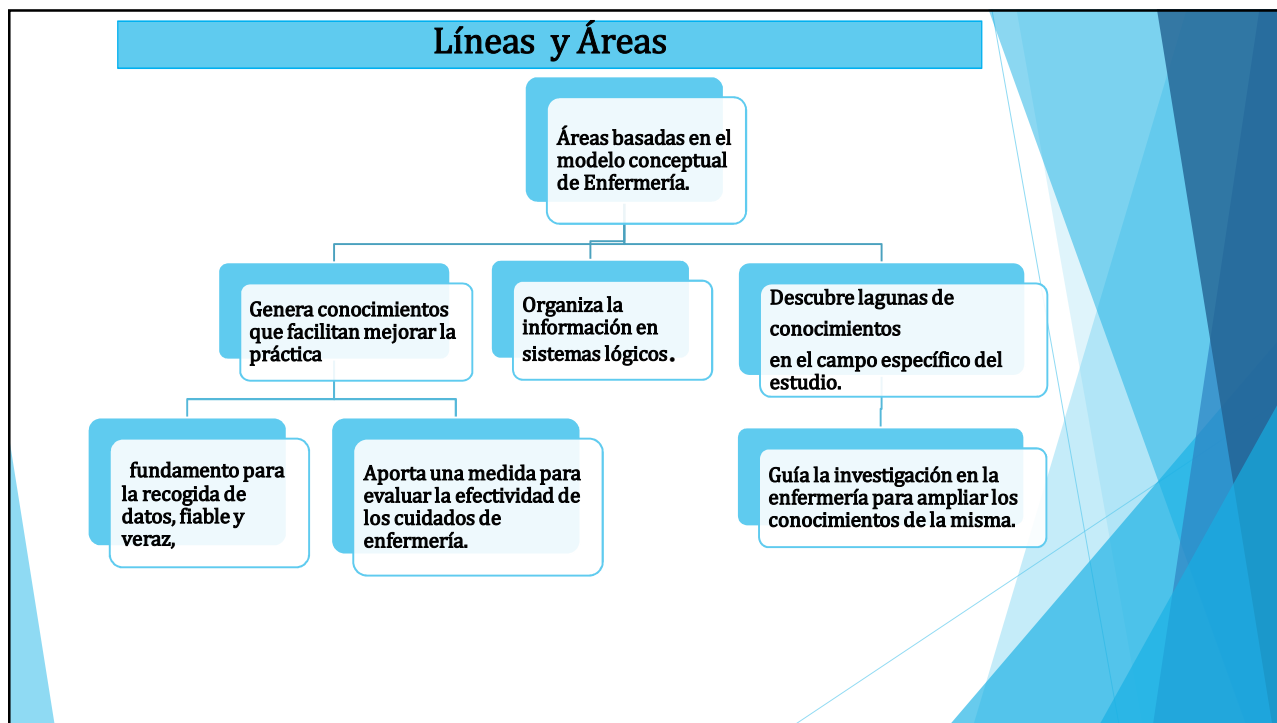 Líneas y Áreas
Áreas basadas en el
modelo conceptual
de Enfermería.
Genera conocimientos
que facilitan mejorar la
práctica
Organiza la
información en
sistemas lógicos.
Descubre lagunas de
conocimientos
en el campo específico del
estudio.
fundamento para
la recogida de
datos, fiable y
veraz,
Aporta una medida para
evaluar la efectividad de
los cuidados de
enfermería.
Guía la investigación en la
enfermería para ampliar los
conocimientos de la misma.